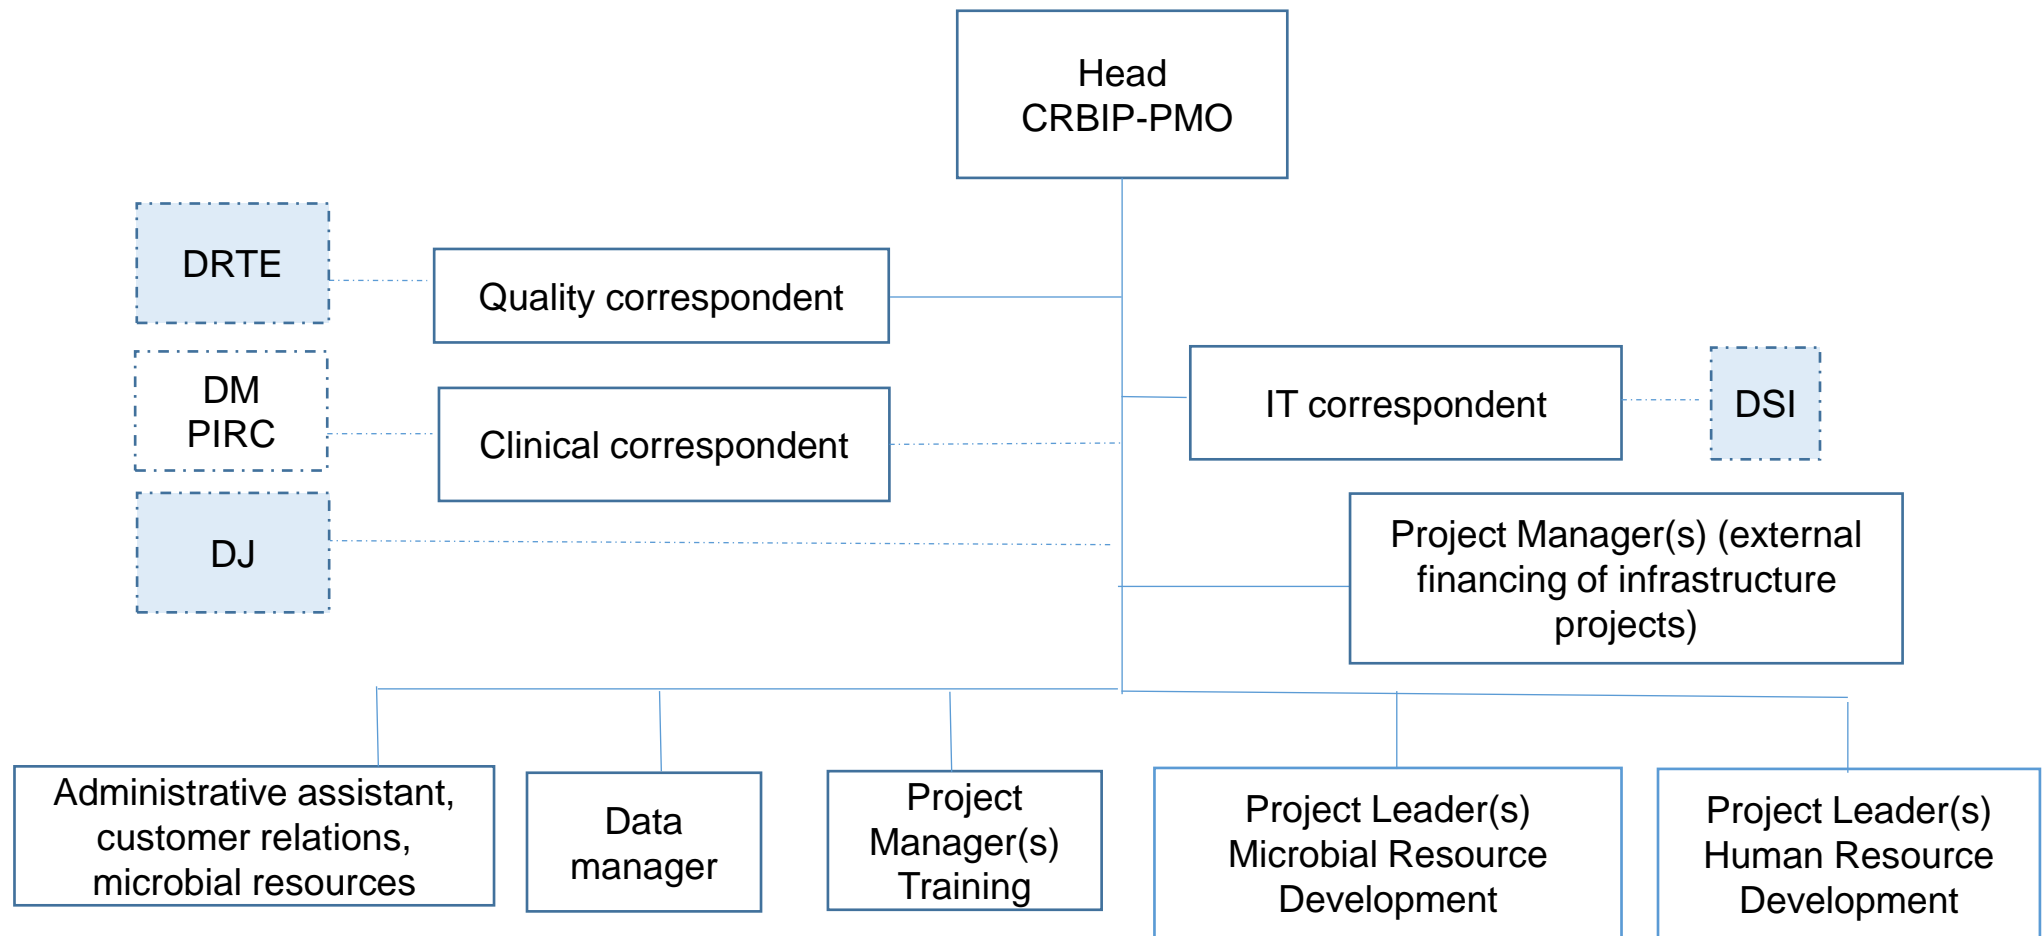 Head
CRBIP-PMO
DRTE
Quality correspondent
DM
PIRC
Clinical correspondent
IT correspondent
DSI
DJ
Project Manager(s) (external
financing of infrastructure
projects)
Administrative assistant,
customer relations,
microbial resources
Data
manager
Project
Manager(s)
Training
Project Leader(s)
Microbial Resource
Development
Project Leader(s)
Human Resource
Development